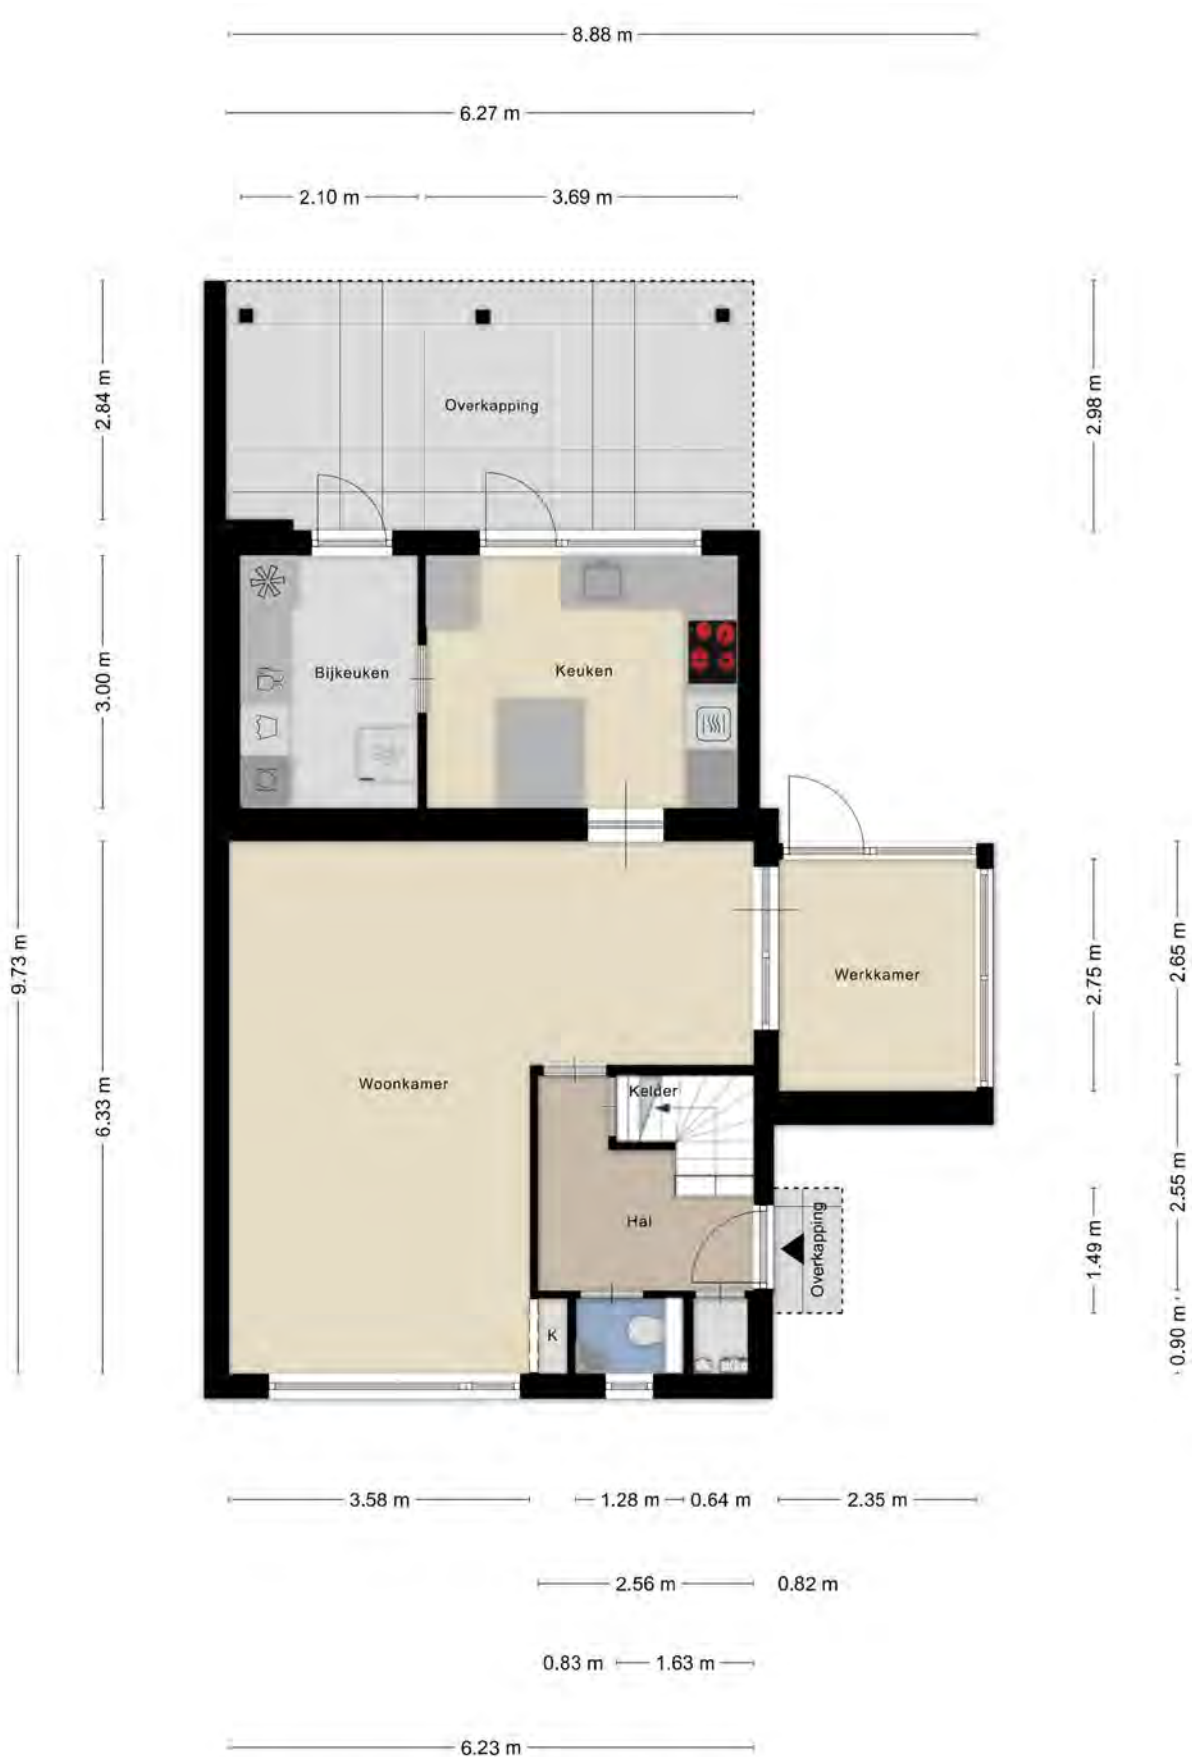 8.88 m
6.27 m
2.10 m
3.69 m
2.84 m
2.98 m
Overkapping
3.00 m
Bijkeuken
Keuken
9.73 m
6.33 m
Woonkamer
Werkkamer
2.75 m
2.65 m
Kelder
Hal
Overkapping
1.49 m
2.55 m
0.90 m
K
3.58 m
1.28 m
0.64 m
2.35 m
2.56 m
0.82 m
0.83 m
1.63 m
6.23 m